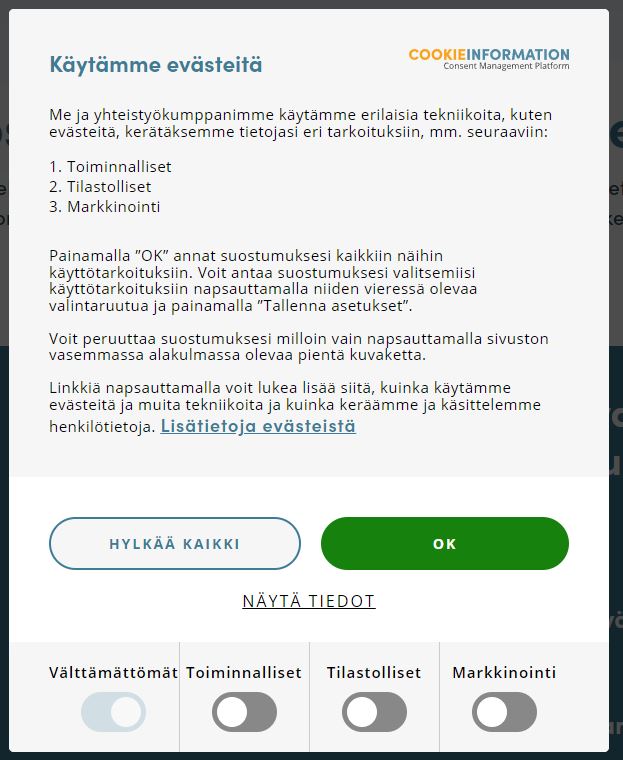 Käytämme evästeitä
COOKIEINFORMATION
Consent Management Platform
Me ja yhteistyökumppanimme käytämme erilaisia tekniikoita, kuten
evästeitä, kerätäksemme tietojasi eri tarkoituksiin, mm. seuraaviin:
1. Toiminnalliset
2. Tilastolliset
3. Markkinointi
Painamalla ”OK” annat suostumuksesi kaikkiin näihin
käyttötarkoituksiin. Voit antaa suostumuksesi valitsemiisi
käyttötarkoituksiin napsauttamalla niiden vieressä olevaa
valintaruutua ja painamalla ”Tallenna asetukset”.
Voit peruuttaa suostumuksesi milloin vain napsauttamalla sivuston
vasemmassa alakulmassa olevaa pientä kuvaketta.
Linkkiä napsauttamalla voit lukea lisää siitä, kuinka käytämme
evästeitä ja muita tekniikoita ja kuinka keräämme ja käsittelemme
henkilötietoja. Lisätietoja evästeistä
HYLKÄÄ KAIKKI
OK
NÄYTÄ TIEDOT
Välttämättömät
Toiminnalliset
Tilastolliset
Markkinointi